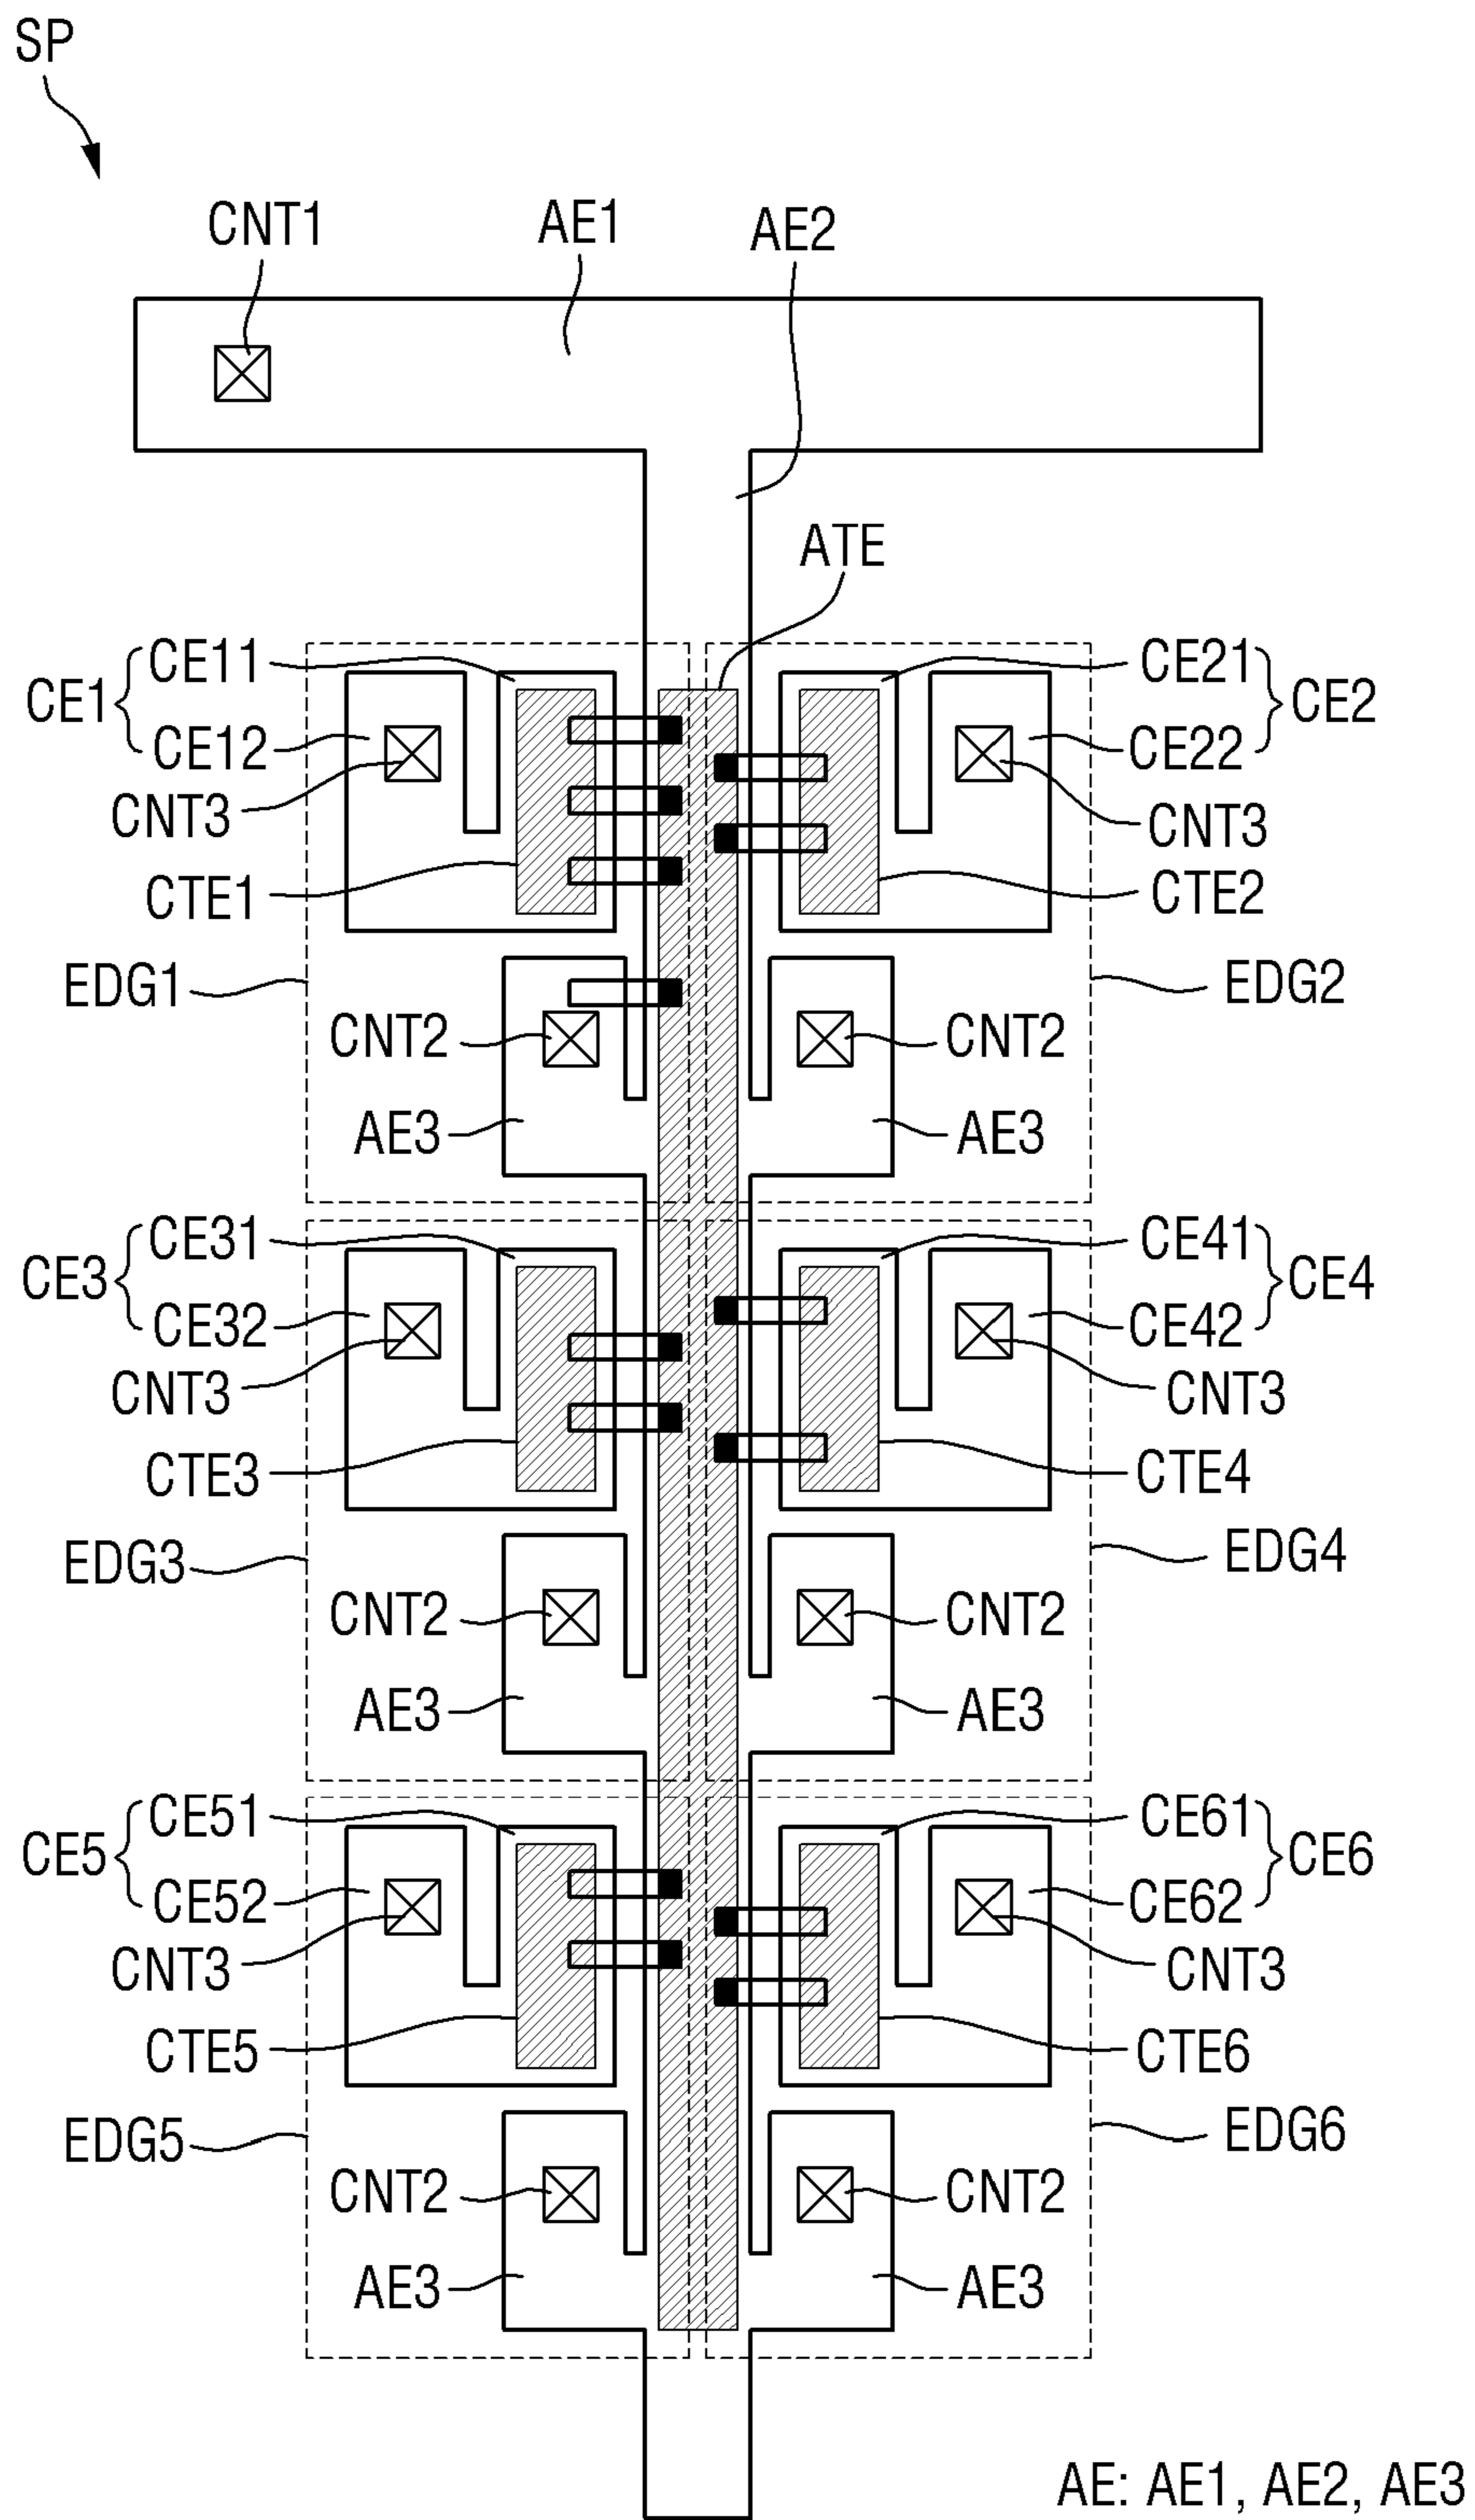 SP
CNT1 AE1 AE2
ATE
CE11 CE21
CE1 CE2
CE12 CE22
CNT3 CNT3
CTE1 CTE2
EDG1 EDG2
CNT2 CNT2
AE3 AE3
CE31 CE41
CE3 CE4
CE32 CE42
CNT3 CNT3
CTE3 CTE4
EDG3 EDG4
CNT2 CNT2
AE3 AE3
CE51 CE61
CE5 CE6
CE52 CE62
CNT3 CNT3
CTE5 CTE6
EDG5 EDG6
CNT2 CNT2
AE3 AE3
AE: AE1, AE2, AE3